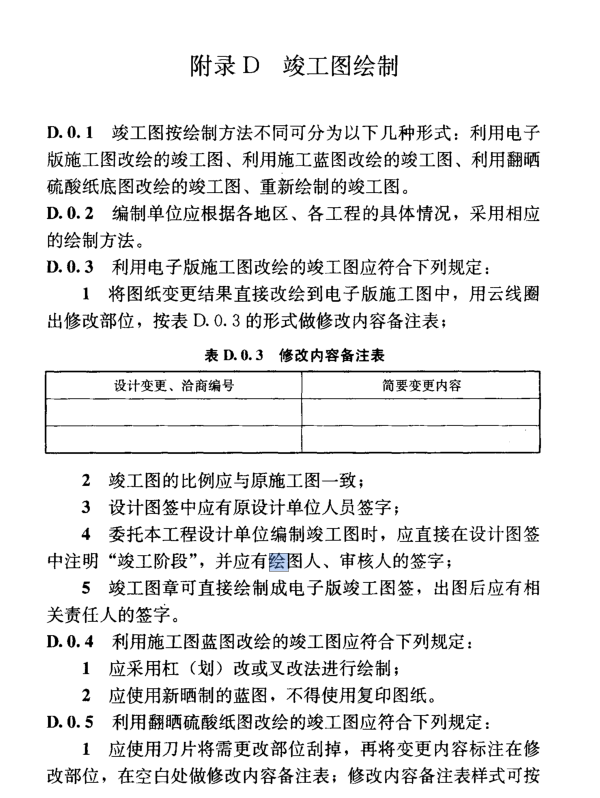 附录 D 竣工图绘制
D.0.1 竣工图按绘制方法不同可分为以下几种形式：利用电子
版施工图改绘的竣工图、利用施工蓝图改绘的竣工图、利用翻晒
硫酸纸底图改绘的竣工图、重新绘制的竣工图。
D.0.2 编制单位应根据各地区、各工程的具体情况，采用相应
的绘制方法。
D.0.3 利用电子版施工图改绘的竣工图应符合下列规定：
1 将图纸变更结果直接改绘到电子版施工图中，用云线圈
出修改部位，按表 D.0.3 的形式做修改内容备注表；
表 D.0.3 修改内容备注表
设计变更、洽商编号 简要变更内容
2 竣工图的比例应与原施工图一致；
3 设计图签中应有原设计单位人员签字；
4 委托本工程设计单位编制竣工图时，应直接在设计图签
中注明“竣工阶段”，并应有绘图人、审核人的签字；
5 竣工图章可直接绘制成电子版竣工图签，出图后应有相
关责任人的签字。
D.0.4 利用施工图蓝图改绘的竣工图应符合下列规定：
1 应采用杠（划）改或叉改法进行绘制；
2 应使用新晒制的蓝图，不得使用复印图纸。
D.0.5 利用翻晒硫酸纸图改绘的竣工图应符合下列规定：
1 应使用刀片将需更改部位刮掉，再将变更内容标注在修
改部位，在空白处做修改内容备注表；修改内容备注表样式可按